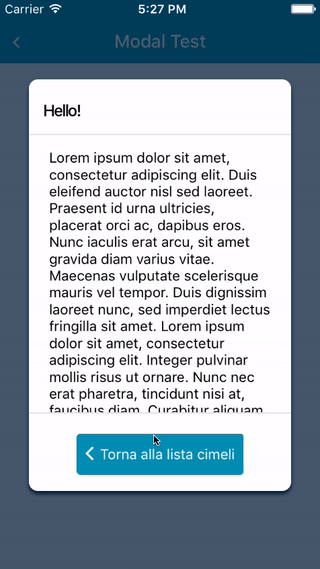 Carrier 5:27 PM
Modal Test
Hello!
Lorem ipsum dolor sit amet,
consectetur adipiscing elit. Duis
eleifend auctor nisl sed laoreet.
Praesent id urna ultricies,
placerat orci ac, dapibus eros.
Nunc iaculis erat arcu, sit amet
gravida diam varius vitae.
Maecenas vulputate scelerisque
mauris vel tempor. Duis dignissim
laoreet nunc, sed imperdiet lectus
fringilla sit amet. Lorem ipsum
dolor sit amet, consectetur
adipiscing elit. Integer pulvinar
mollis risus ut ornare. Nunc nec
erat pharetra, tincidunt nisi at,
faucibus diam. Curabitur aliquam
Torna alla lista cimeli